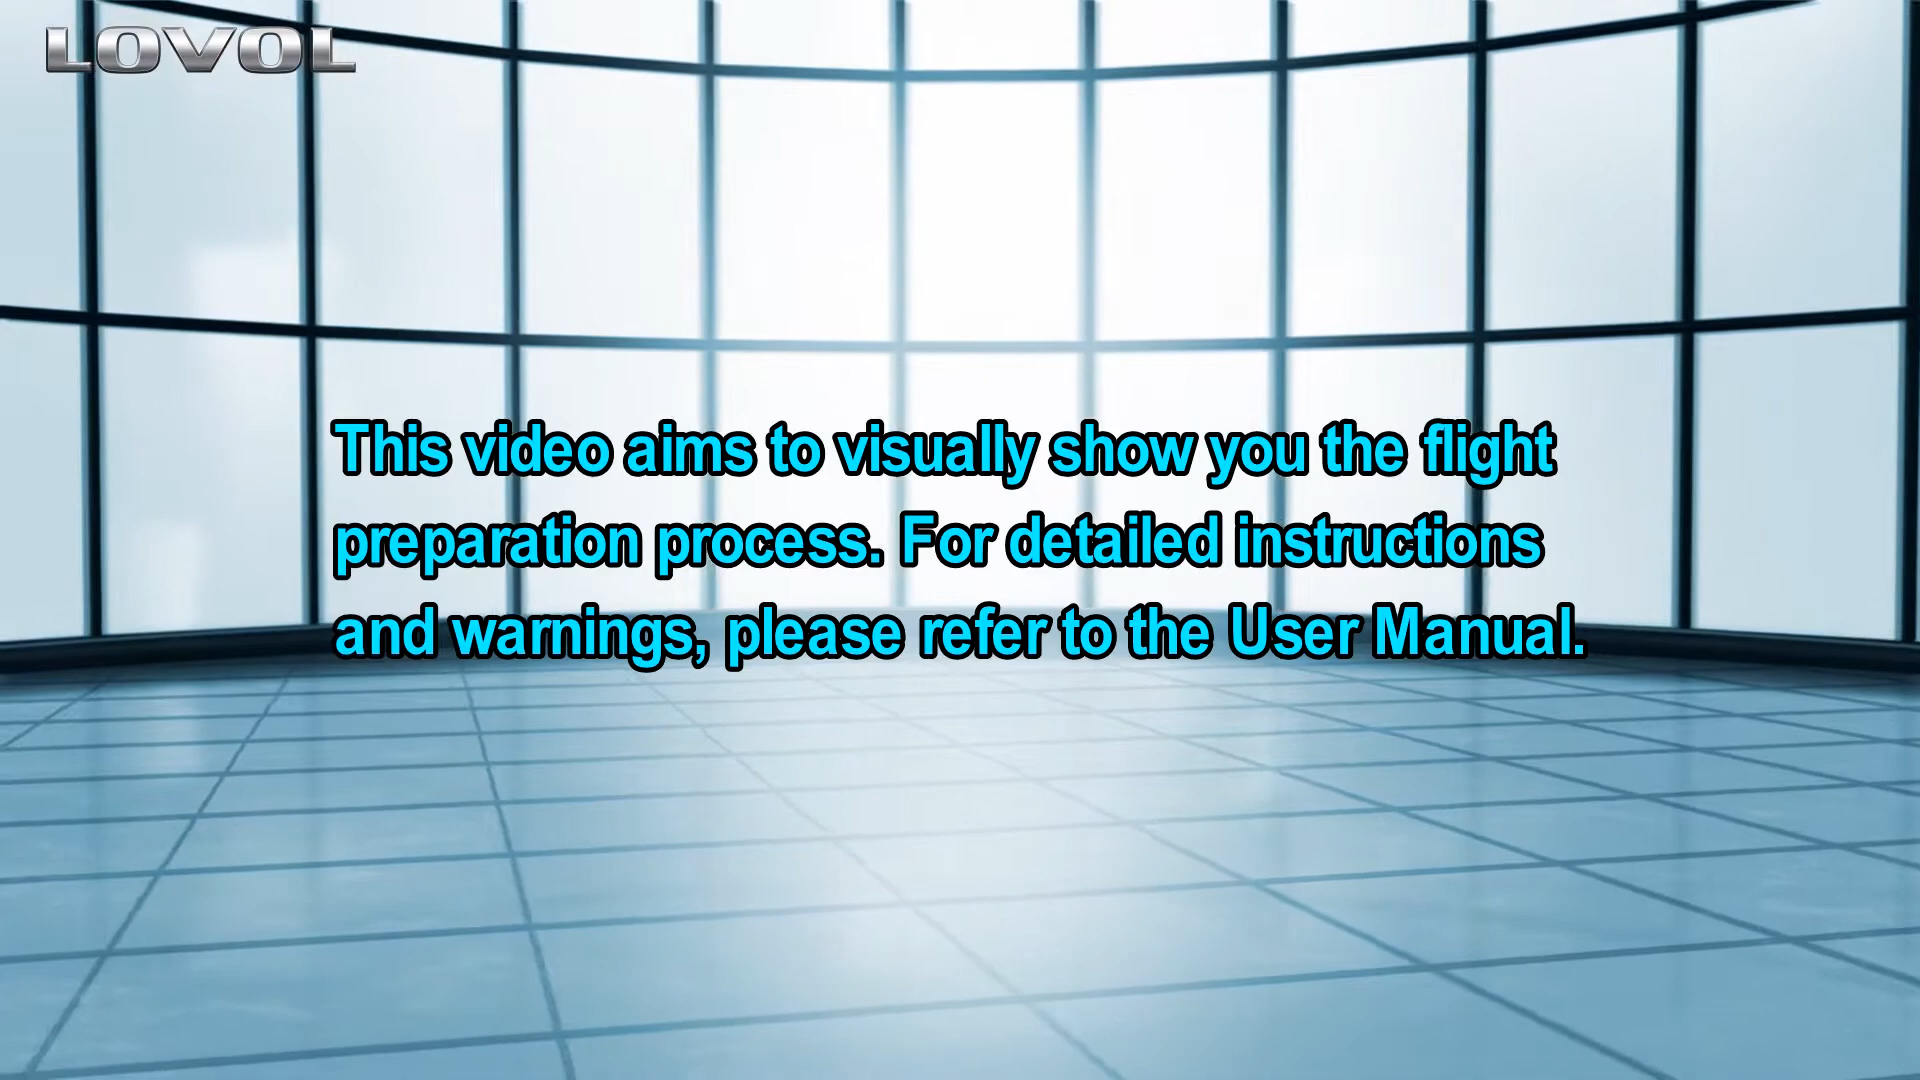 LOVOL
This video aims to visually show you the flight
preparation process. For detailed instructions
and warnings, please refer to the User Manual.